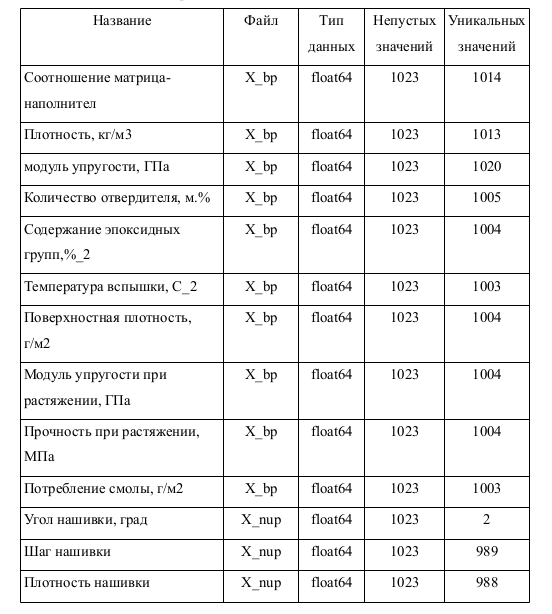 Название Файл Тип Непустых Уникальных
данных значений значений
Соотношение матрица- X_bp float64 1023 1014
наполнител
Плотность, кг/м3 X_bp float64 1023 1013
модуль упругости, ГПа X_bp float64 1023 1020
Количество отвердителя, м.% X_bp float64 1023 1005
Содержание эпоксидных X_bp float64 1023 1004
групп,%_2
Температура вспышки, С_2 X_bp float64 1023 1003
Поверхностная плотность, X_bp float64 1023 1004
г/м2
Модуль упругости при X_bp float64 1023 1004
растяжении, ГПа
Прочность при растяжении, X_bp float64 1023 1004
МПа
Потребление смолы, г/м2 X_bp float64 1023 1003
Угол нашивки, град X_nup float64 1023 2
Шаг нашивки X_nup float64 1023 989
Плотность нашивки X_nup float64 1023 988